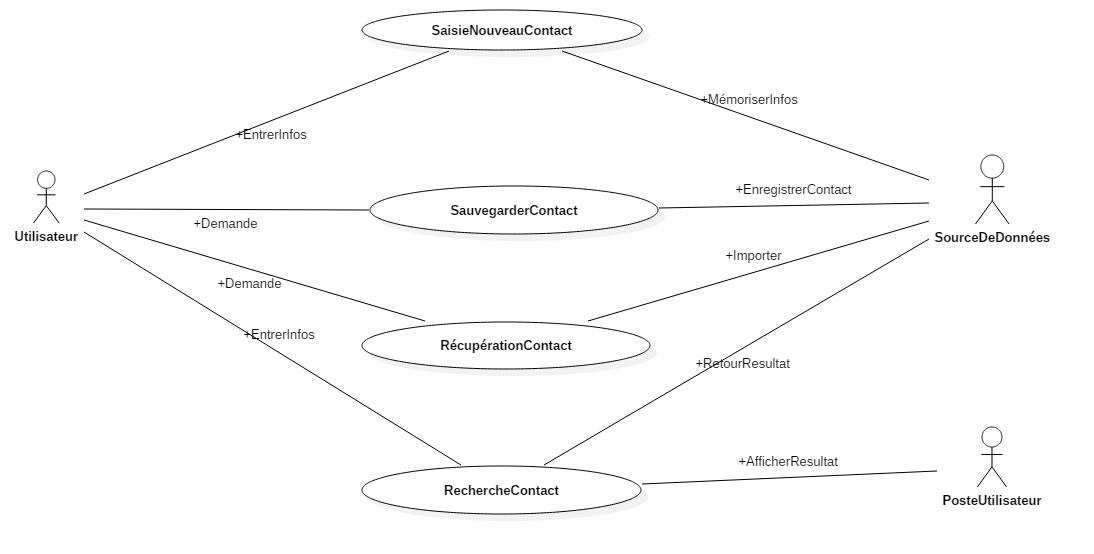 SaisieNouveauContact
+MémoriserInfos
+EntrerInfos
+EnregistrerContact
SauvegarderContact
+Demande
Utilisateur
SourceDeDonnées
+Importer
+Demande
+EntrerInfos
RécupérationContact
+RetourResultat
+AfficherResultat
RechercheContact
PosteUtilisateur